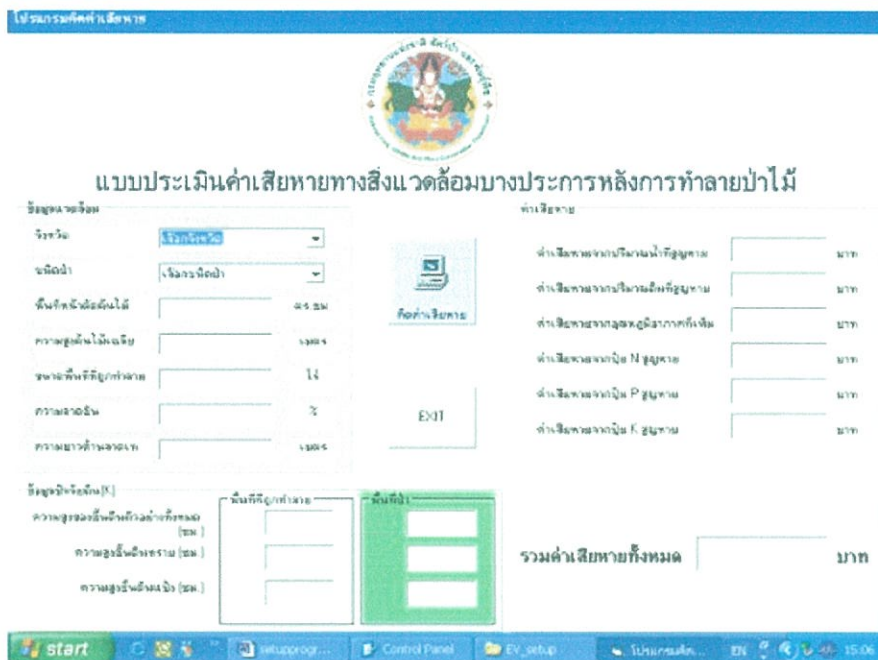 โปรแกรมคิดค่าเสียหาย
แบบประเมินค่าเสียหายทางสิ่งแวดล้อมบางประการหลังการทำลายป่าไม้
ข้อมูลแวดล้อม
จังหวัด
เลือกจังหวัด
ชนิดป่า
เลือกชนิดป่า
พื้นที่หน้าตัดต้นไม้
ตร.ซม
ความสูงต้นไม้เฉลี่ย
เมตร
ขนาดพื้นที่ที่ถูกทำลาย
ไร่
ความลาดชัน
%
ความยาวด้านลาดเท
เมตร
คิดค่าเสียหาย
EXIT
ค่าเสียหาย
ค่าเสียหายจากปริมาณน้ำที่สูญหาย
บาท
ค่าเสียหายจากปริมาณดินที่สูญหาย
บาท
ค่าเสียหายจากอุณหภูมิอากาศที่เพิ่ม
บาท
ค่าเสียหายจากปุ๋ย N สูญหาย
บาท
ค่าเสียหายจากปุ๋ย P สูญหาย
บาท
ค่าเสียหายจากปุ๋ย K สูญหาย
บาท
ข้อมูลปัจจัยดิน(K)
พื้นที่ที่ถูกทำลาย
พื้นที่ป่า
ความสูงของชั้นดินตัวอย่างทั้งหมด
(ซม.)
ความสูงชั้นดินทราย (ซม.)
ความสูงชั้นดินแป้ง (ซม.)
รวมค่าเสียหายทั้งหมด
บาท
start
setupprogr...
Control Panel
EV_setup
โปรแกรมคิด...
EN
15:06